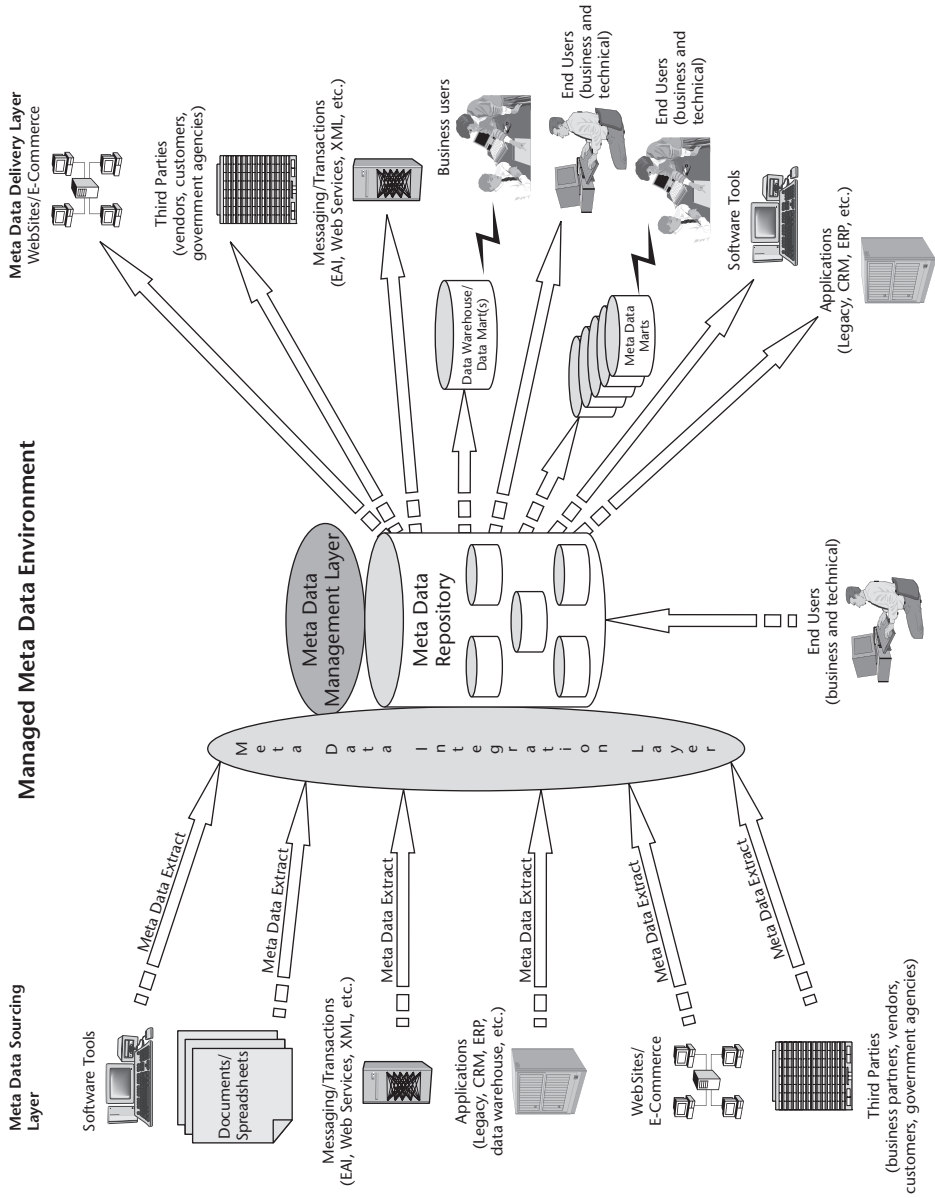 Managed Meta Data Environment
Meta Data Sourcing
Layer
Software Tools
Meta Data Extract
Documents/
Spreadsheets
Meta Data Extract
Messaging/Transactions
(EAI, Web Services, XML, etc.)
Meta Data Extract
Applications
(Legacy, CRM, ERP,
data warehouse, etc.)
Meta Data Extract
WebSites/
E-Commerce
Meta Data Extract
Third Parties
(business partners, vendors,
customers, government agencies)
Meta Data Extract
Meta Data Integration Layer
Meta Data
Management Layer
Meta Data
Repository
End Users
(business and technical)
Meta Data Delivery Layer
WebSites/E-Commerce
Third Parties
(vendors, customers,
government agencies)
Messaging/Transactions
(EAI, Web Services, XML, etc.)
Data Warehouse/
Data Mart(s)
Business users
End Users
(business and
technical)
Meta Data
Marts
End Users
(business and
technical)
Software Tools
Applications
(Legacy, CRM, ERP, etc.)